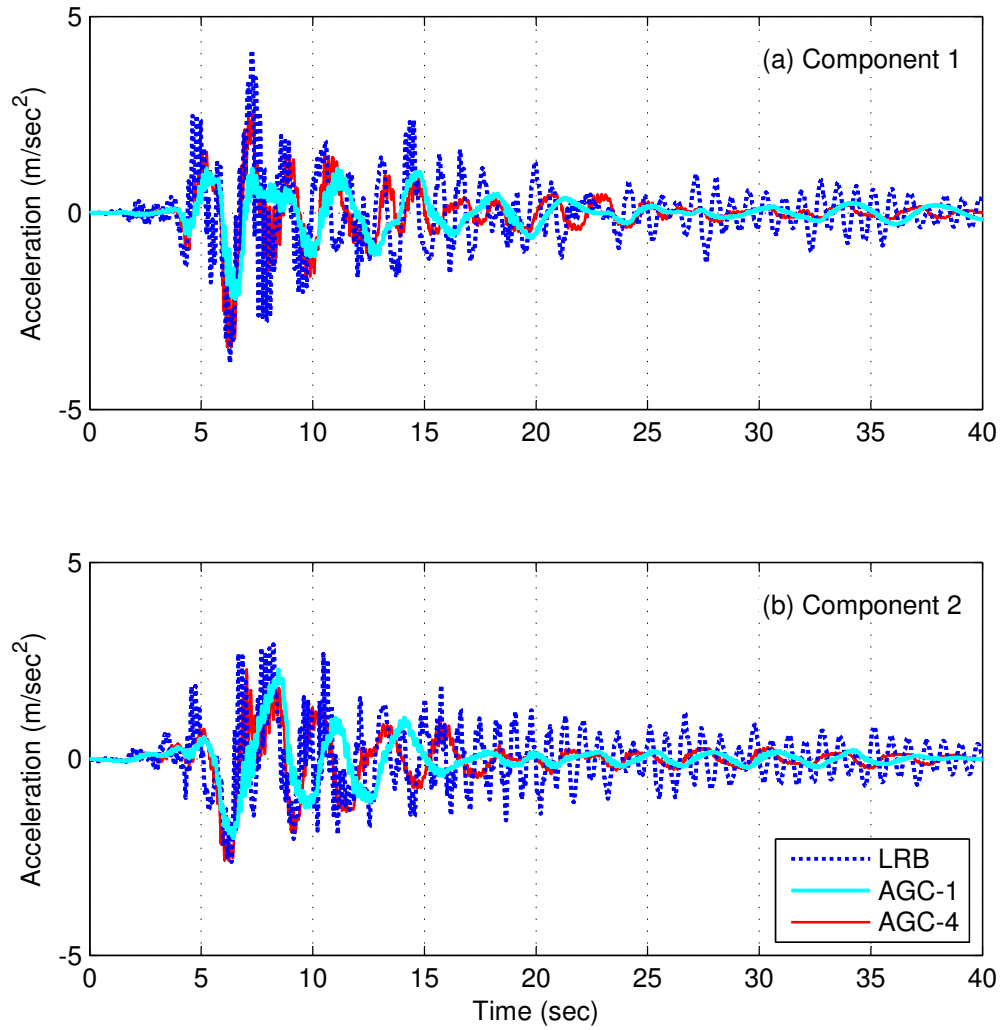 5
(a) Component 1
Acceleration (m/sec²)
0
-5
0 5 10 15 20 25 30 35 40
5
(b) Component 2
Acceleration (m/sec²)
0
LRB
AGC-1
AGC-4
-5
0 5 10 15 20 25 30 35 40
Time (sec)